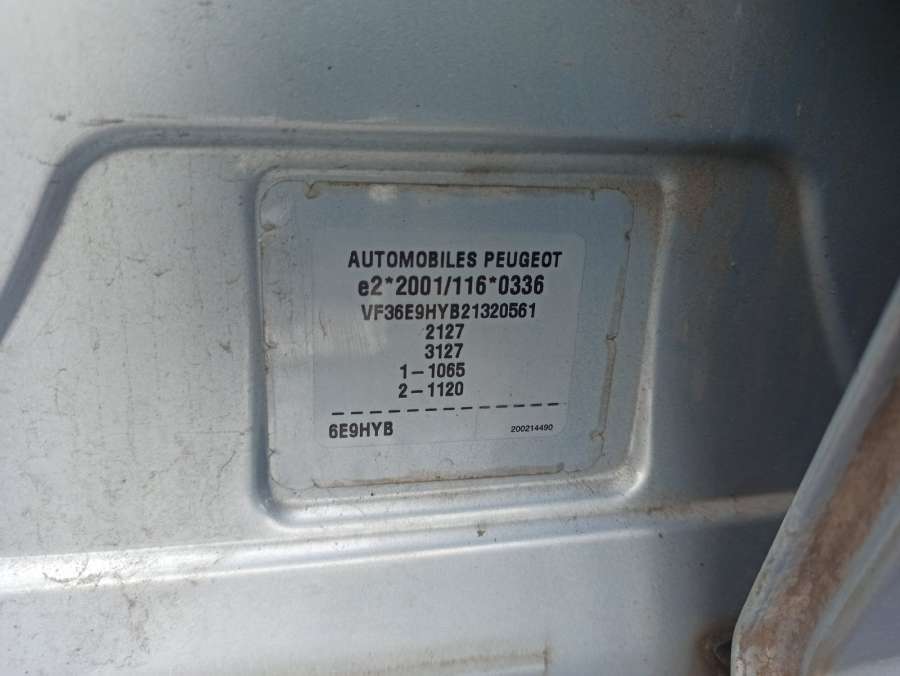 AUTOMOBILES PEUGEOT
e2*2001/116*0336
VF36E9HYB21320561
2127
3127
1-1065
2-1120
6E9HYB 200214490